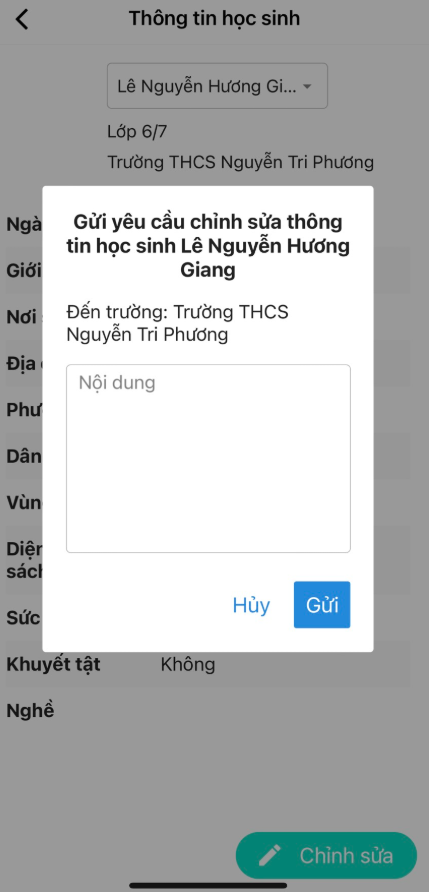 Thông tin học sinh
Lê Nguyễn Hương Gi...
Lớp 6/7
Trường THCS Nguyễn Tri Phương
Gửi yêu cầu chỉnh sửa thông
tin học sinh Lê Nguyễn Hương
Giang
Đến trường: Trường THCS
Nguyễn Tri Phương
Nội dung
Hủy
Gửi
Ngà
Giới
Nơi
Địa
Phư
Dân
Vùn
Diện
sách
Sức
Khuyết tật
Không
Nghề
Chỉnh sửa